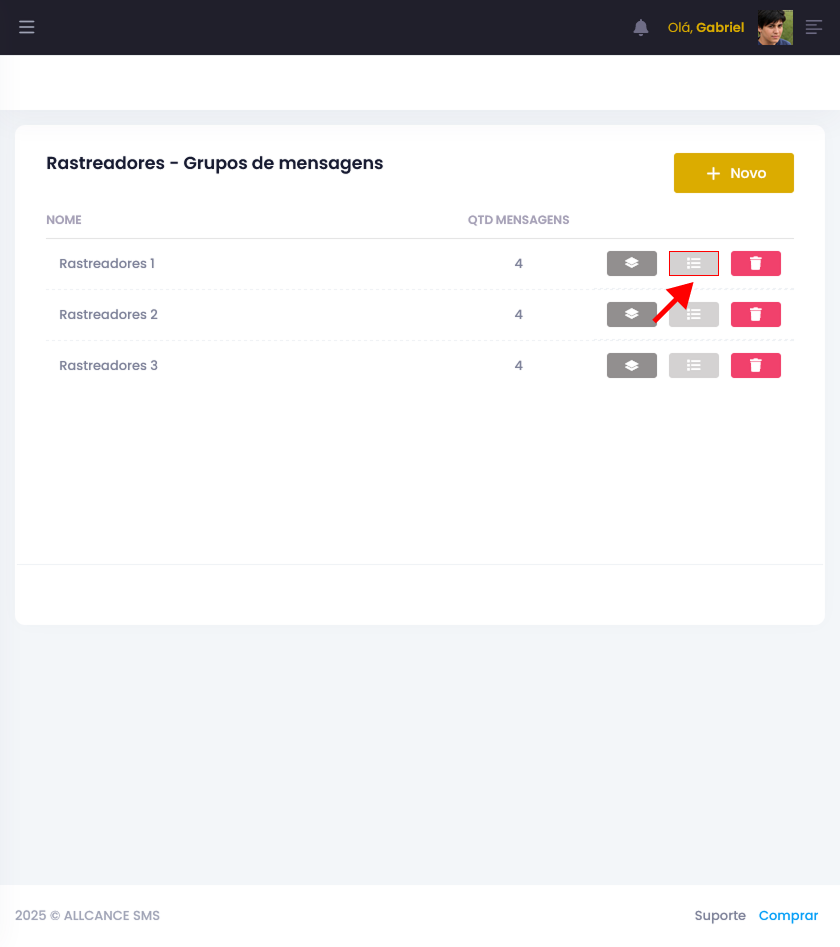 Olá, Gabriel
Rastreadores - Grupos de mensagens
Novo
NOME QTD MENSAGENS
Rastreadores 1 4
Rastreadores 2 4
Rastreadores 3 4
2025 © ALLCANCE SMS Suporte Comprar